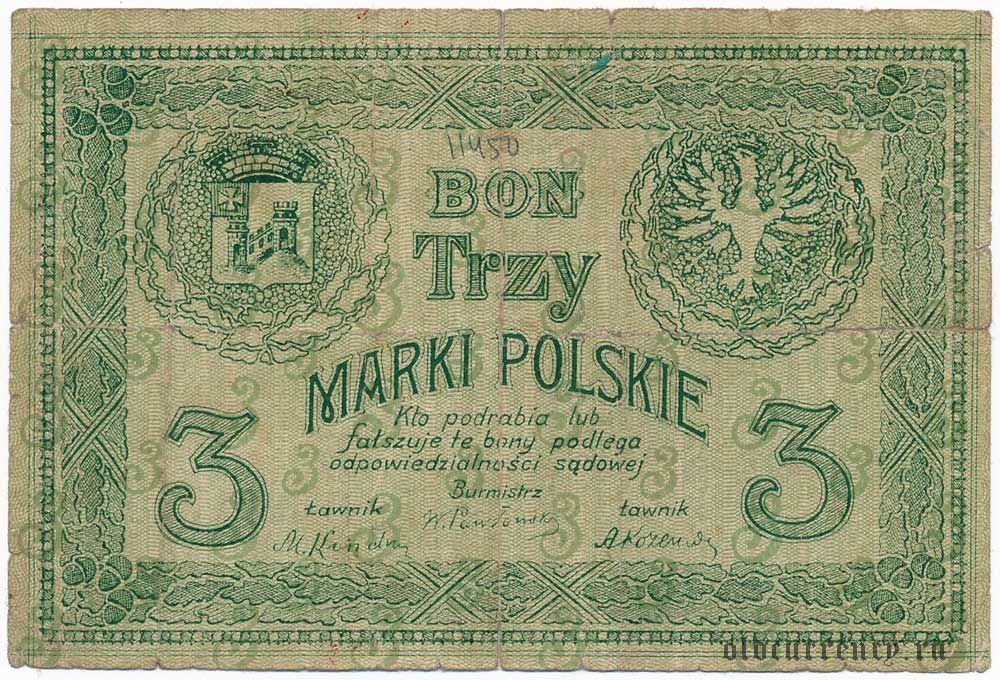 11450
BON
Trzy
MARKI POLSKIE
Kto podrabia lub
fałszuje te bony podlega
odpowiedzialności sądowej
Burmistrz
Ławnik
Ławnik
W. Pawłowski
3
3
oldcurrency.ru